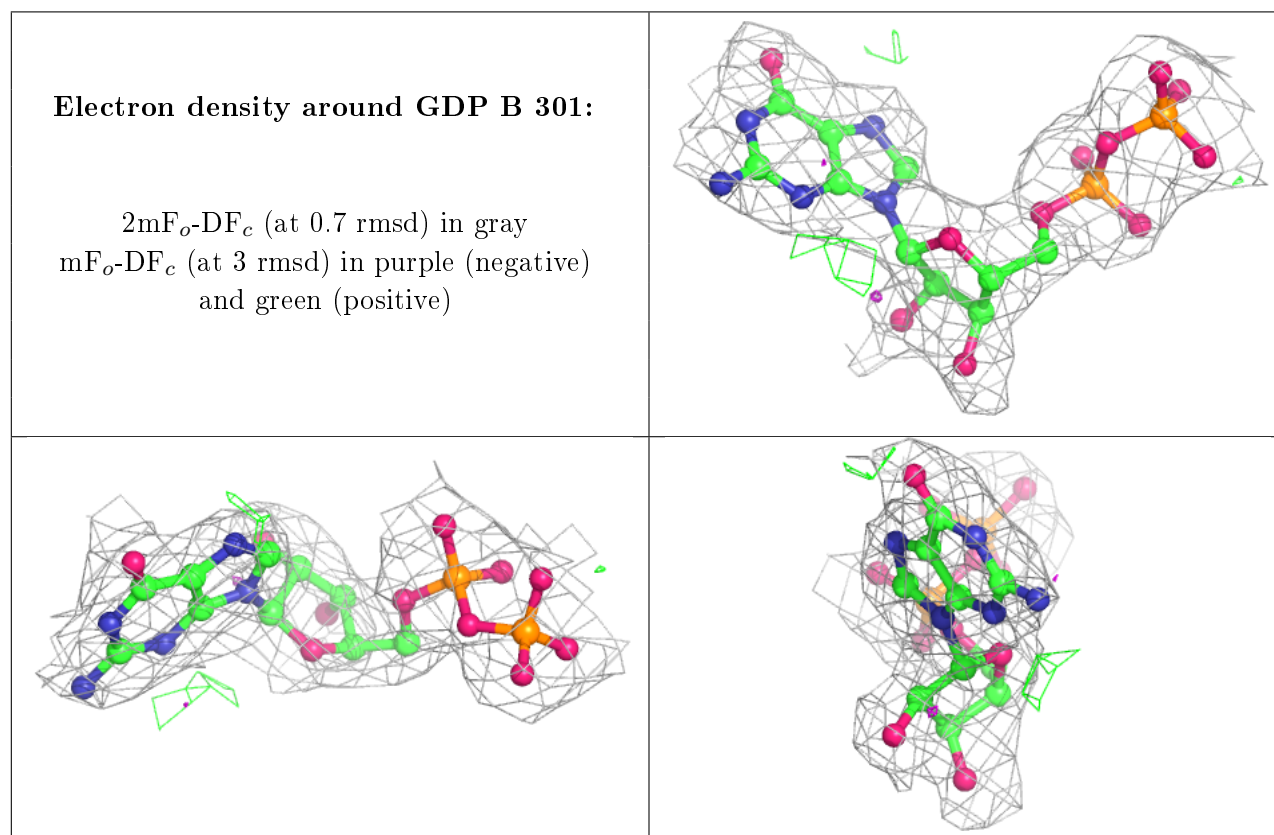 Electron density around GDP B 301:
2mFo-DFc (at 0.7 rmsd) in gray
mFo-DFc (at 3 rmsd) in purple (negative)
and green (positive)